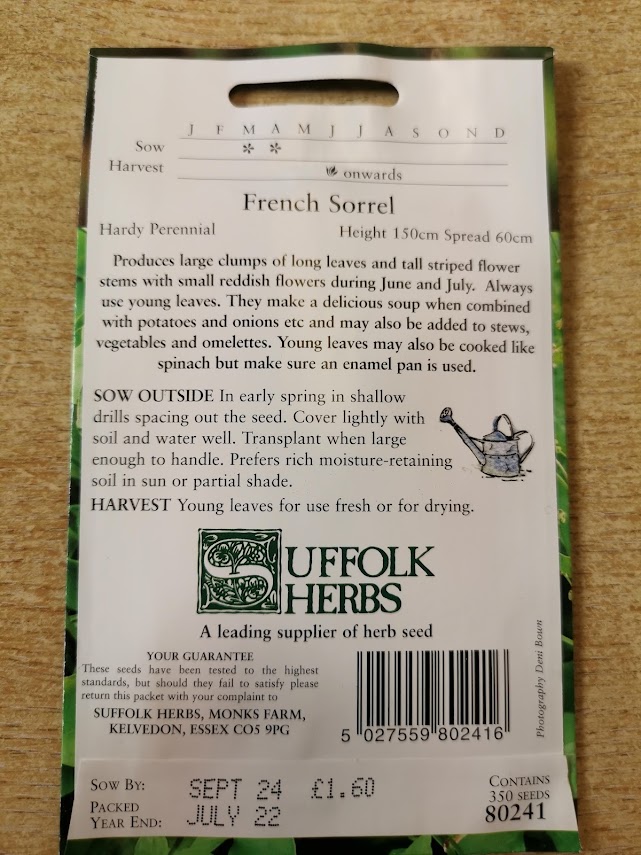 J F M A M J J A S O N D
Sow
Harvest
onwards
French Sorrel
Hardy Perennial Height 150cm Spread 60cm
Produces large clumps of long leaves and tall striped flower
stems with small reddish flowers during June and July. Always
use young leaves. They make a delicious soup when combined
with potatoes and onions etc and may also be added to stews,
vegetables and omelettes. Young leaves may also be cooked like
spinach but make sure an enamel pan is used.
SOW OUTSIDE In early spring in shallow
drills spacing out the seed. Cover lightly with
soil and water well. Transplant when large
enough to handle. Prefers rich moisture-retaining
soil in sun or partial shade.
HARVEST Young leaves for use fresh or for drying.
SUFFOLK
HERBS
A leading supplier of herb seed
YOUR GUARANTEE
These seeds have been tested to the highest
standards, but should they fail to satisfy please
return this packet with your complaint to
SUFFOLK HERBS, MONKS FARM,
KELVEDON, ESSEX CO5 9PG
5 027559 802416
Photography Deni Bown
SOW BY: SEPT 24 £1.60
PACKED
YEAR END: JULY 22
CONTAINS
350 SEEDS
80241